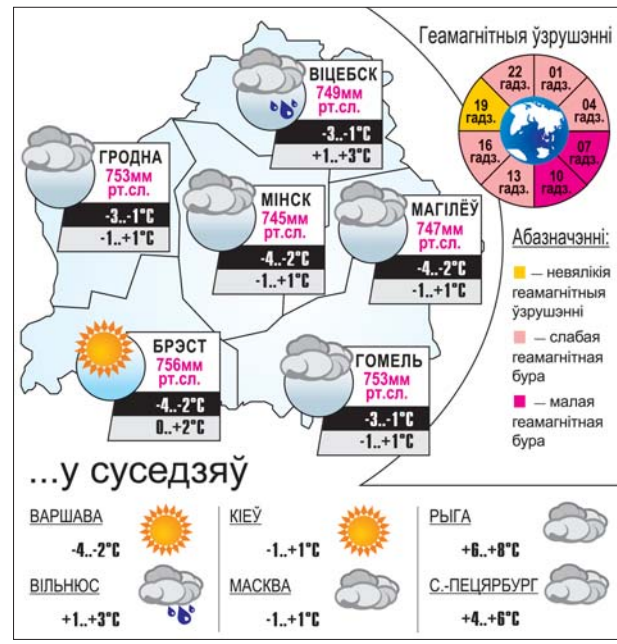 Геамагнітныя ўзрушэнні
22 гадз.
01 гадз.
04 гадз.
07 гадз.
10 гадз.
13 гадз.
16 гадз.
19 гадз.
ВІЦЕБСК
749мм
рт.сл.
-3..-1°C
+1..+3°C
ГРОДНА
753мм
рт.сл.
-3..-1°C
-1..+1°C
МІНСК
745мм
рт.сл.
-4..-2°C
-1..+1°C
МАГІЛЁЎ
747мм
рт.сл.
-4..-2°C
-1..+1°C
БРЭСТ
756мм
рт.сл.
-4..-2°C
0..+2°C
ГОМЕЛЬ
753мм
рт.сл.
-3..-1°C
-1..+1°C
Абазначэнні:
— невялікія
геамагнітныя
ўзрушэнні
— слабая
геамагнітная
бура
— малая
геамагнітная
бура
...у суседзяў
ВАРШАВА
-4..-2°C
КІЕЎ
-1..+1°C
РЫГА
+6..+8°C
ВІЛЬНЮС
+1..+3°C
МАСКВА
-1..+1°C
С.-ПЕЦЯРБУРГ
+4..+6°C